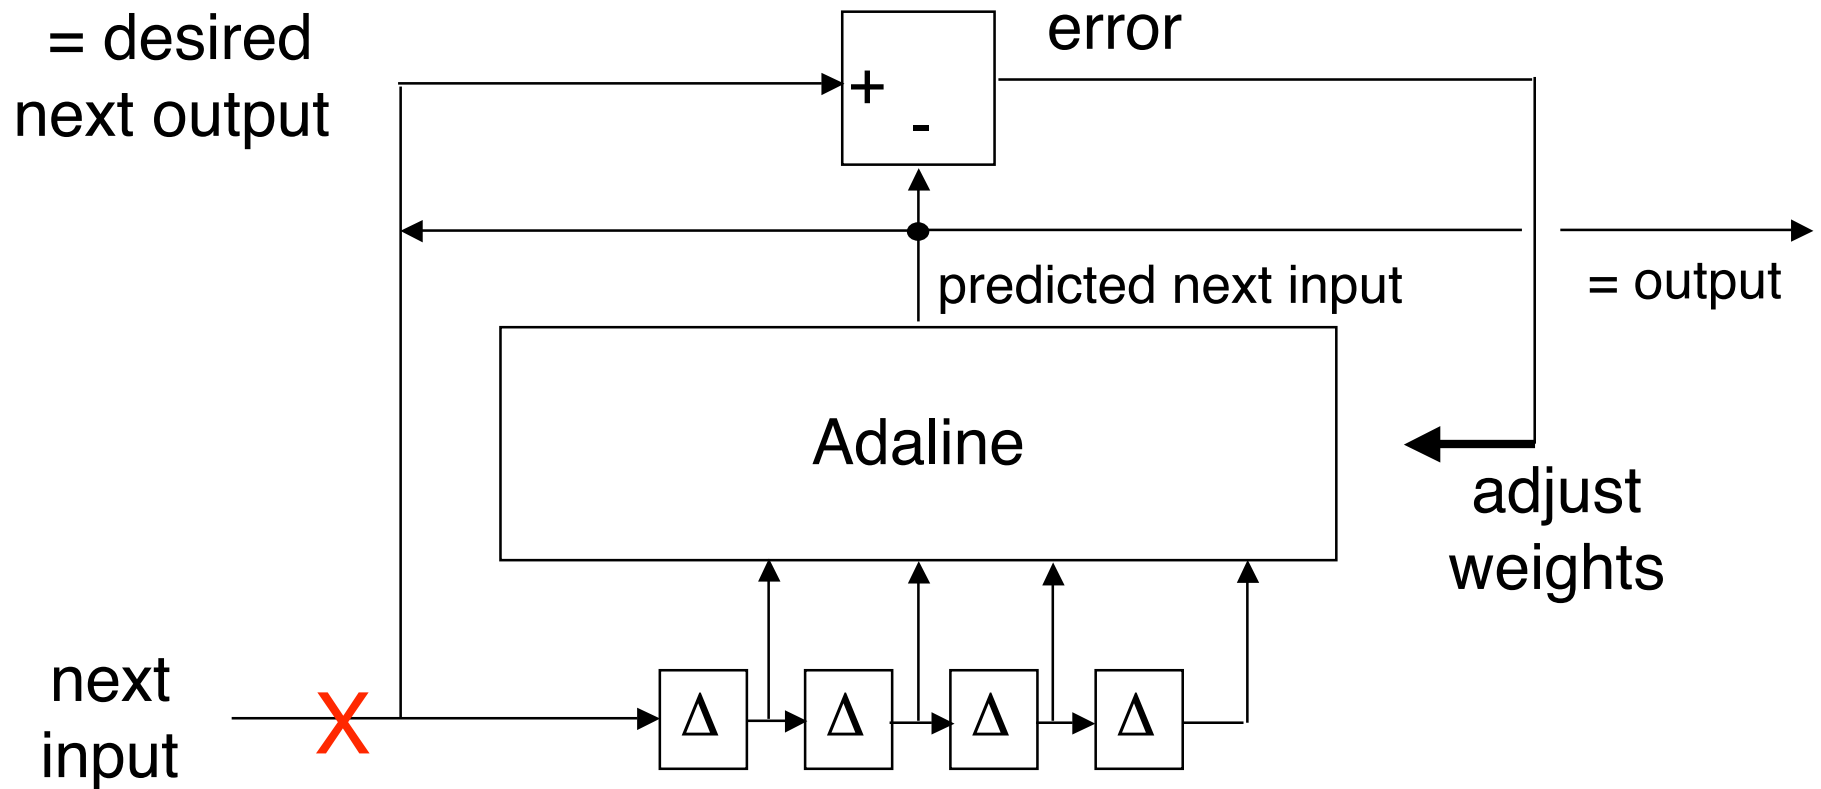 = desired
next output
error
+
-
predicted next input
= output
Adaline
adjust
weights
next
input
X
Δ Δ Δ Δ